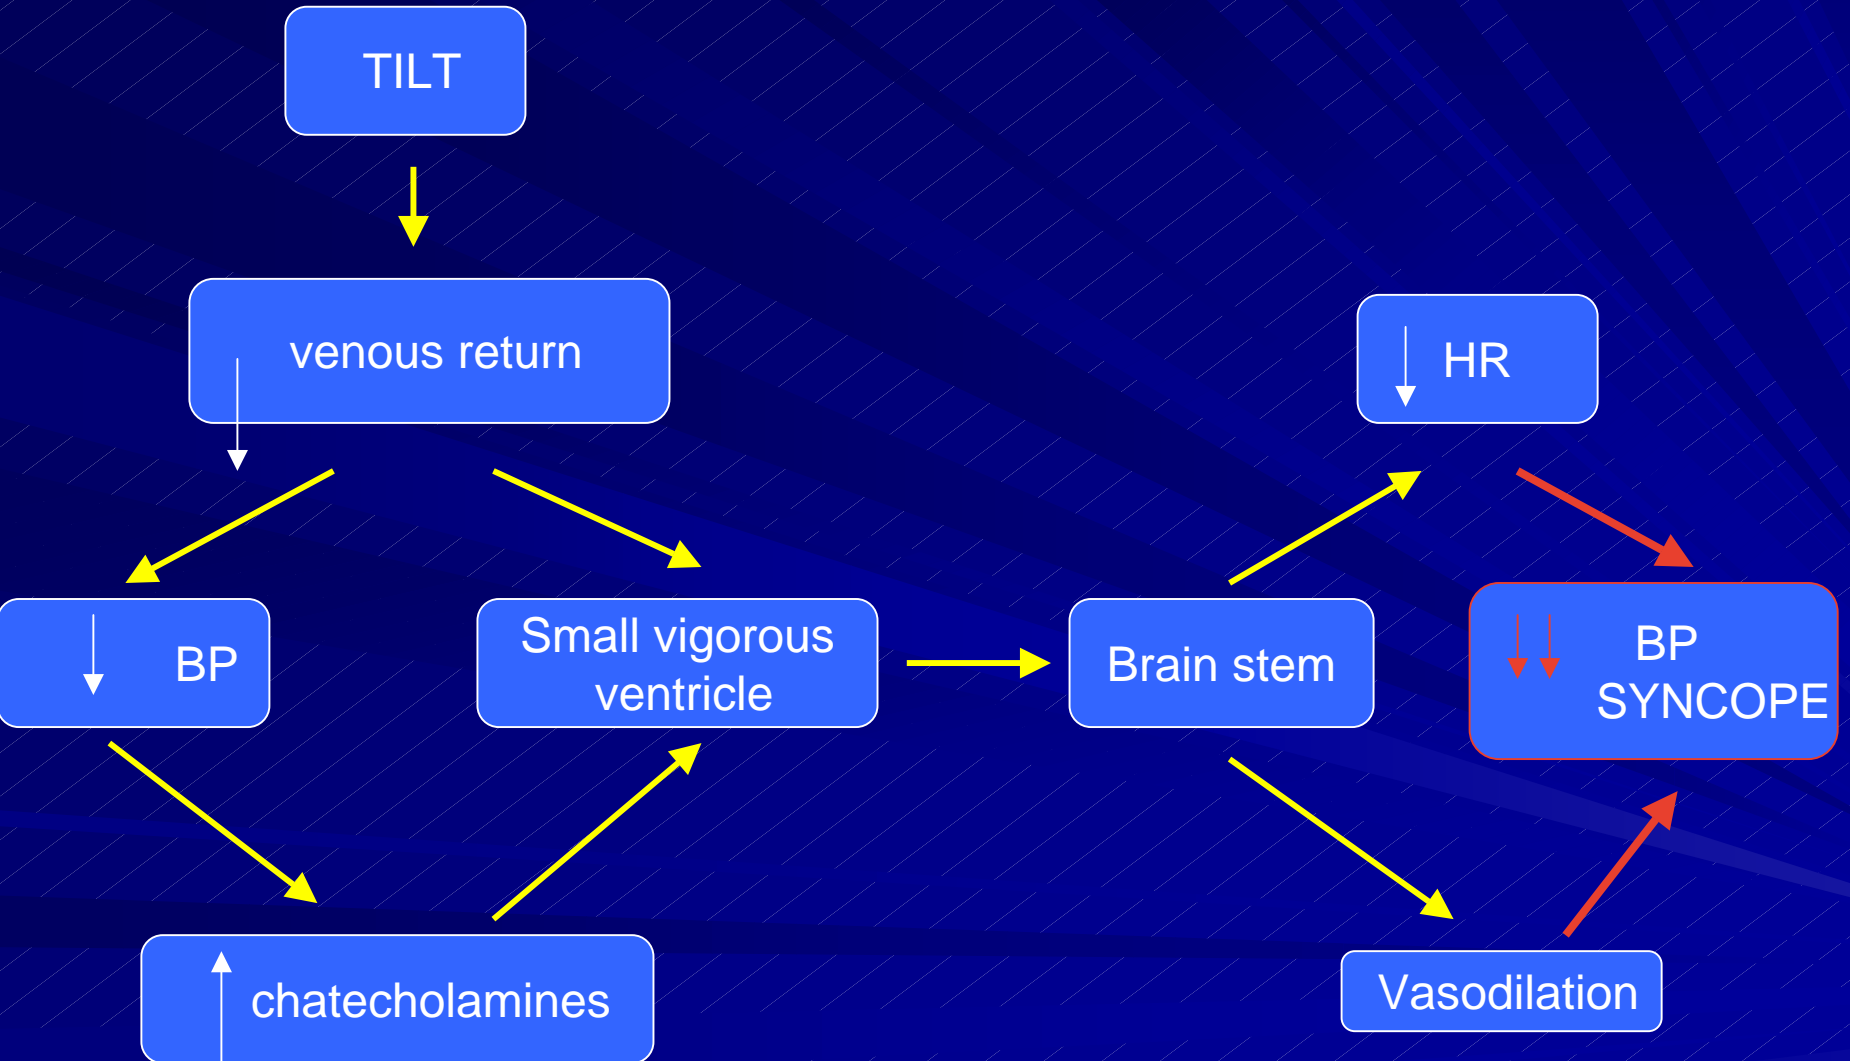 TILT
venous return
HR
BP
Small vigorous
ventricle
Brain stem
BP
SYNCOPE
chatecholamines
Vasodilation